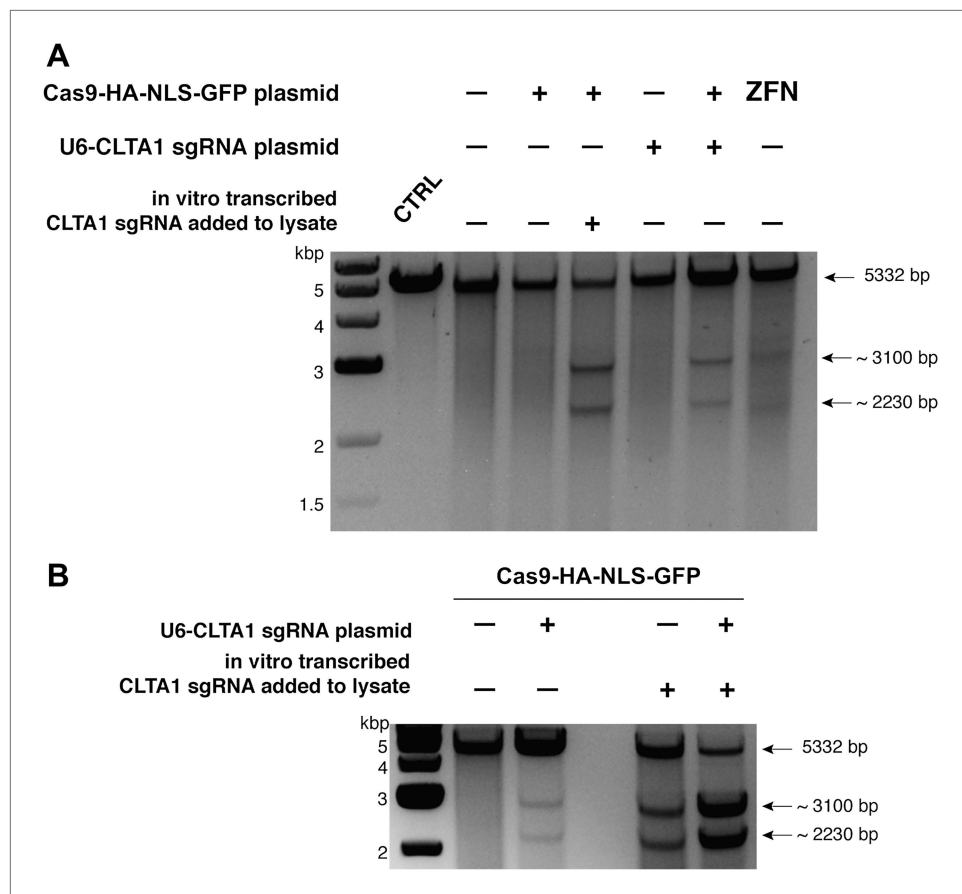 A
Cas9-HA-NLS-GFP plasmid — + + — + ZFN
U6-CLTA1 sgRNA plasmid — — — + + —
in vitro transcribed
CLTA1 sgRNA added to lysate CTRL — — + — — —
kbp
5 5332 bp
4
3 ~ 3100 bp
~ 2230 bp
2
1.5
B
Cas9-HA-NLS-GFP
U6-CLTA1 sgRNA plasmid — + — +
in vitro transcribed
CLTA1 sgRNA added to lysate — — + +
kbp
5 5332 bp
4
3 ~ 3100 bp
~ 2230 bp
2